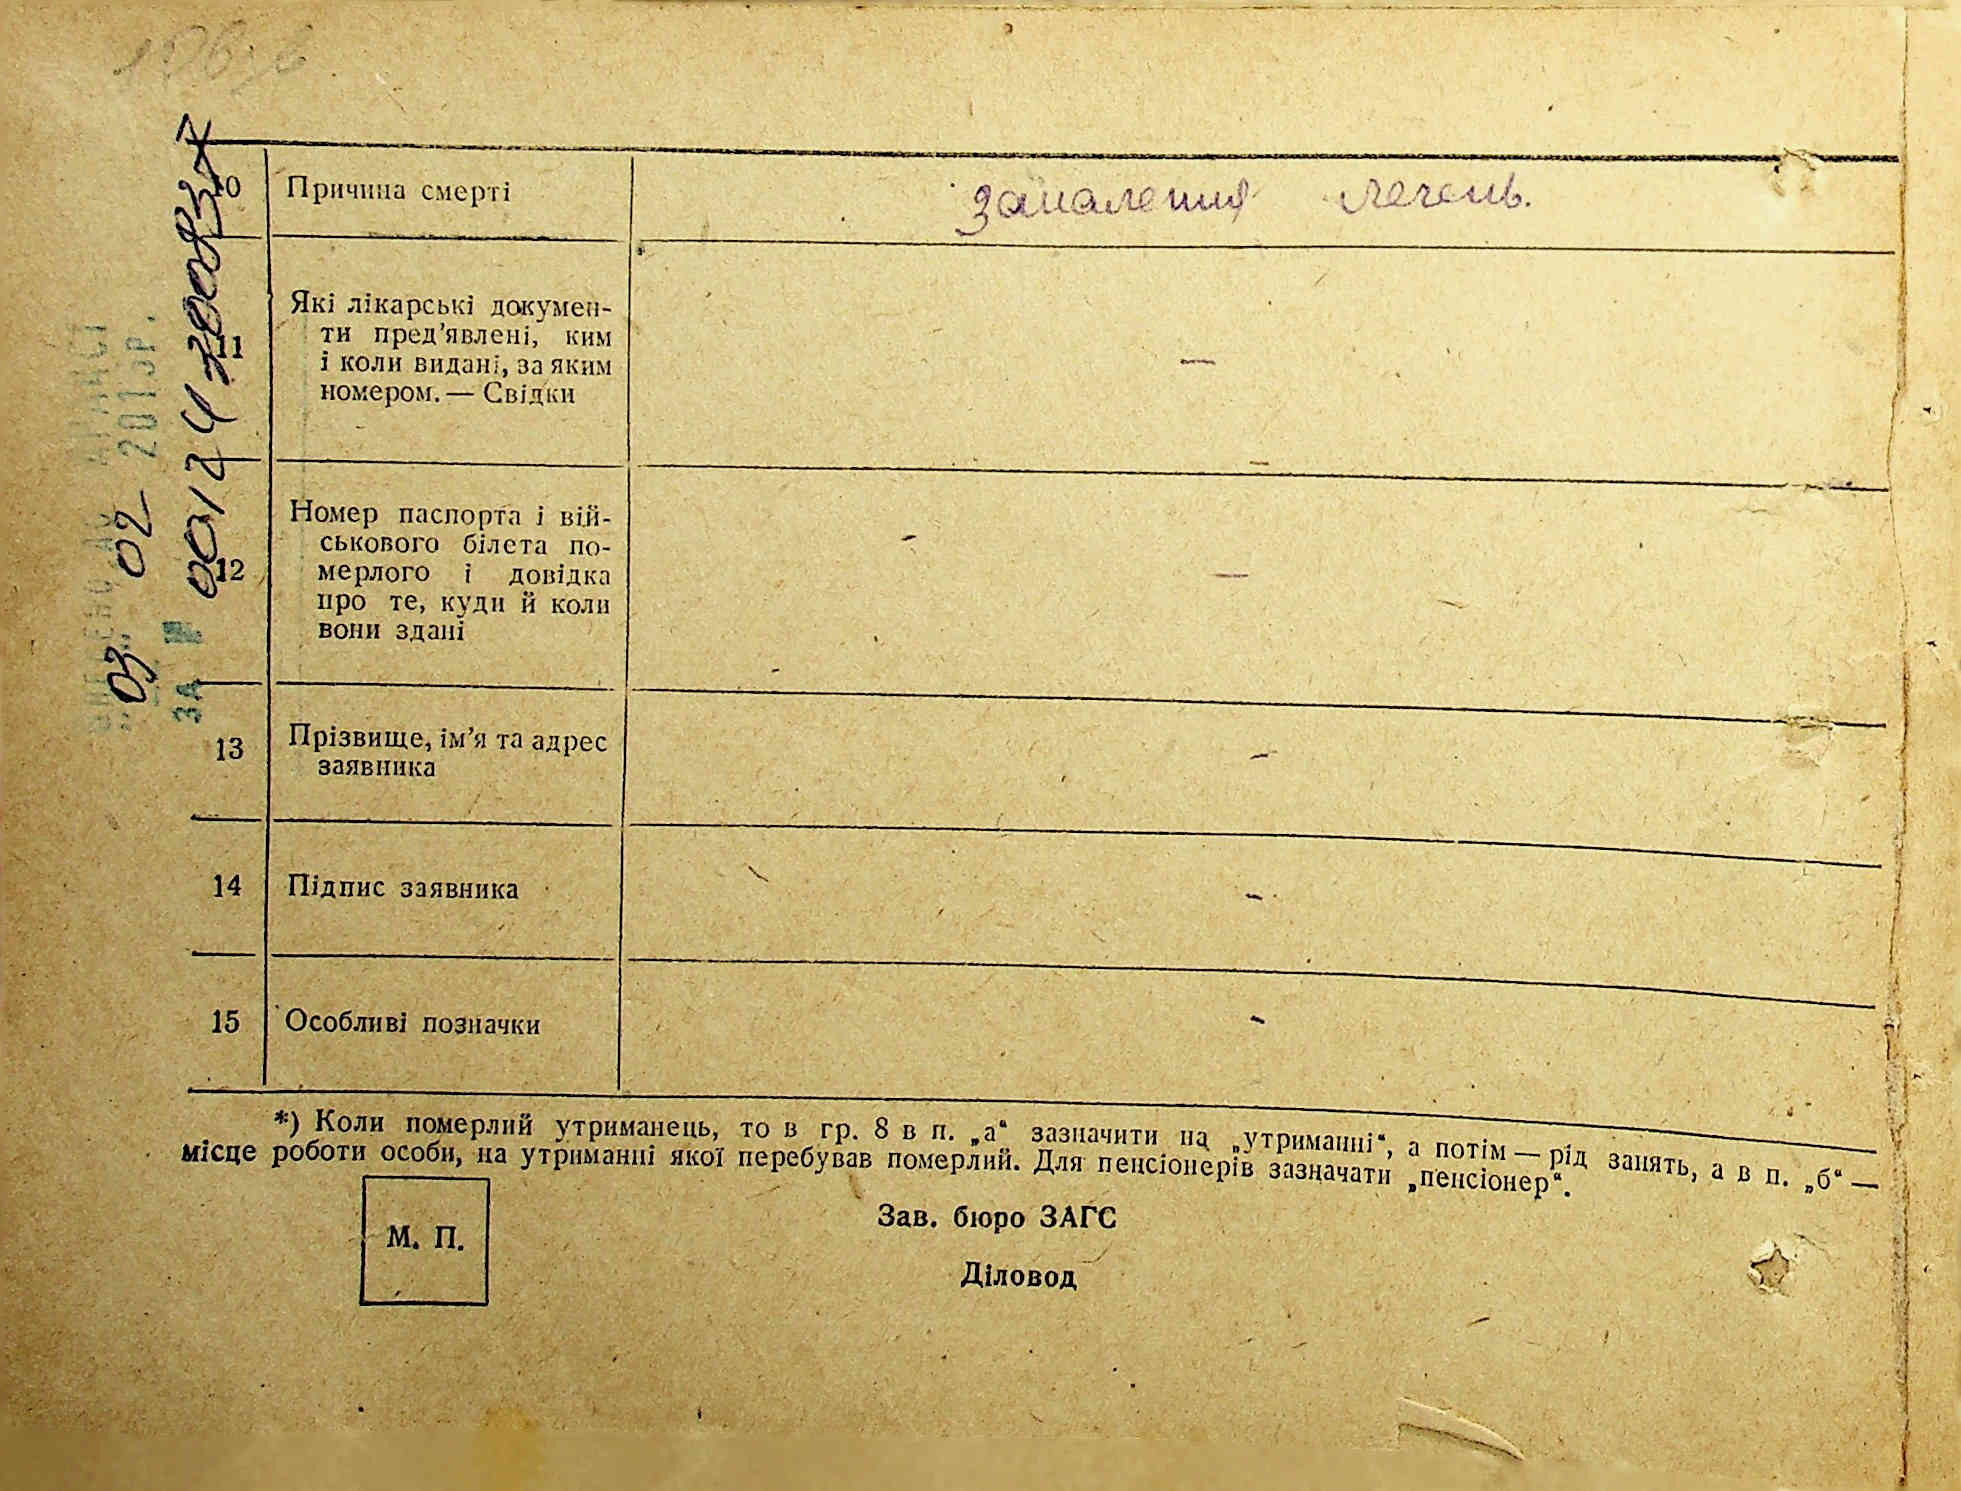 10 Причина смерті запалення легень.
11 Які лікарські документи
Які лікарські докумен-
ти пред’явлені, ким
і коли видані, за яким
номером. — Свідки
—
12 Номер паспорта і вій-
ськового білета по-
мерлого і довідка
про те, куди й коли
вони здані
—
13 Прізвище, ім’я та адрес
заявника
-
14 Підпис заявника -
15 Особливі позначки -
*) Коли померлий утриманець, то в гр. 8 в п. „а“ зазначити на „утриманні“, а потім — рід занять, а в п. „б“ —
місце роботи особи, на утриманні якої перебував померлий. Для пенсіонерів зазначати „пенсіонер“.
М. П.
Зав. бюро ЗАГС
Діловод
03 02 201 р.
ЗА №